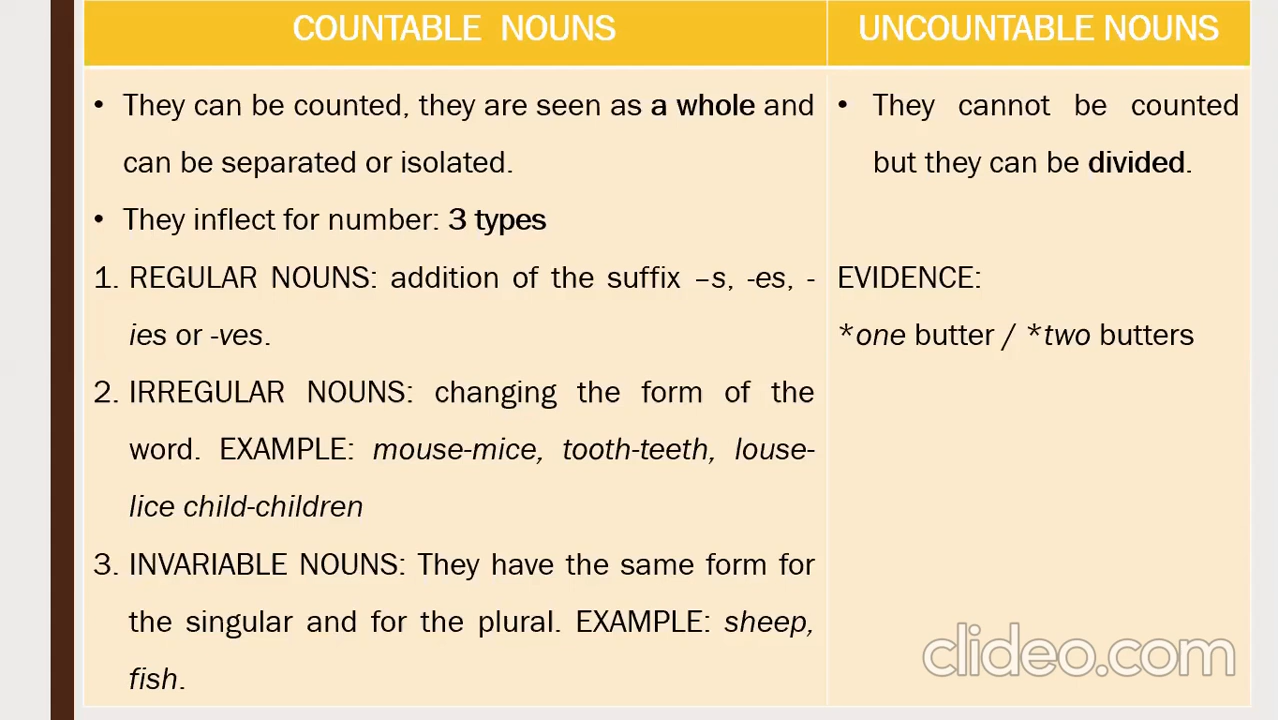 COUNTABLE NOUNS
• They can be counted, they are seen as a whole and
can be separated or isolated.
• They inflect for number: 3 types
1. REGULAR NOUNS: addition of the suffix –s, -es, -
ies or -ves.
2. IRREGULAR NOUNS: changing the form of the
word. EXAMPLE: mouse-mice, tooth-teeth, louse-
lice child-children
3. INVARIABLE NOUNS: They have the same form for
the singular and for the plural. EXAMPLE: sheep,
fish.
UNCOUNTABLE NOUNS
• They cannot be counted
but they can be divided.
EVIDENCE:
*one butter / *two butters
clideo.com